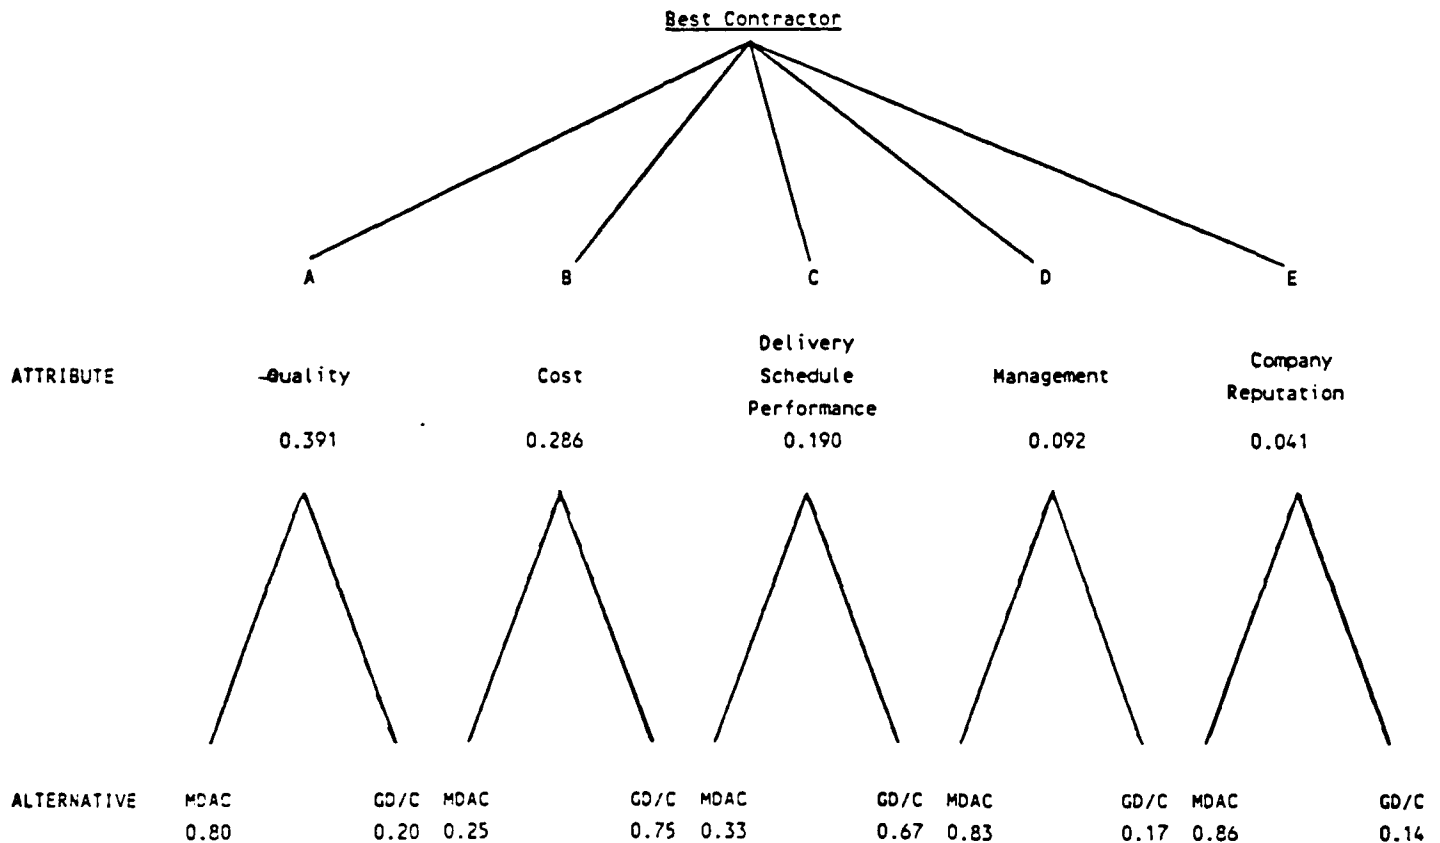 Best Contractor
A B C D E
Delivery
Company
ATTRIBUTE Quality Cost Schedule Management
Reputation
Performance
0.391 0.286 0.190 0.092 0.041
ALTERNATIVE MDAC GD/C MDAC GD/C MDAC GD/C MDAC GD/C MDAC GD/C
0.80 0.20 0.25 0.75 0.33 0.67 0.83 0.17 0.86 0.14